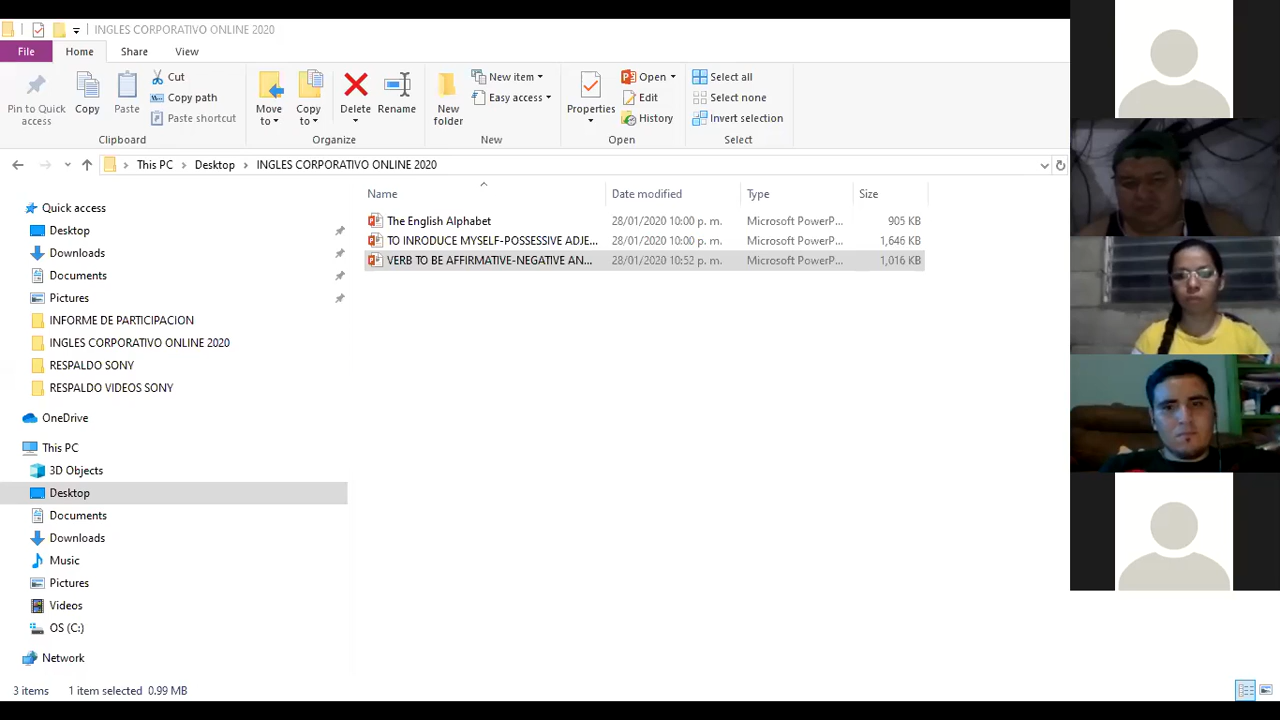 INGLES CORPORATIVO ONLINE 2020
File Home Share View
Pin to Quick access
Copy
Paste
Cut
Copy path
Paste shortcut
Clipboard
Move to
Copy to
Delete
Rename
Organize
New folder
New item
Easy access
New
Properties
Open
Edit
History
Open
Select all
Select none
Invert selection
Select
This PC > Desktop > INGLES CORPORATIVO ONLINE 2020
Name Date modified Type Size
The English Alphabet 28/01/2020 10:00 p. m. Microsoft PowerP... 905 KB
TO INRODUCE MYSELF-POSSESSIVE ADJE... 28/01/2020 10:00 p. m. Microsoft PowerP... 1,646 KB
VERB TO BE AFFIRMATIVE-NEGATIVE AN... 28/01/2020 10:52 p. m. Microsoft PowerP... 1,016 KB
Quick access
Desktop
Downloads
Documents
Pictures
INFORME DE PARTICIPACION
INGLES CORPORATIVO ONLINE 2020
RESPALDO SONY
RESPALDO VIDEOS SONY
OneDrive
This PC
3D Objects
Desktop
Documents
Downloads
Music
Pictures
Videos
OS (C:)
Network
3 items 1 item selected 0.99 MB